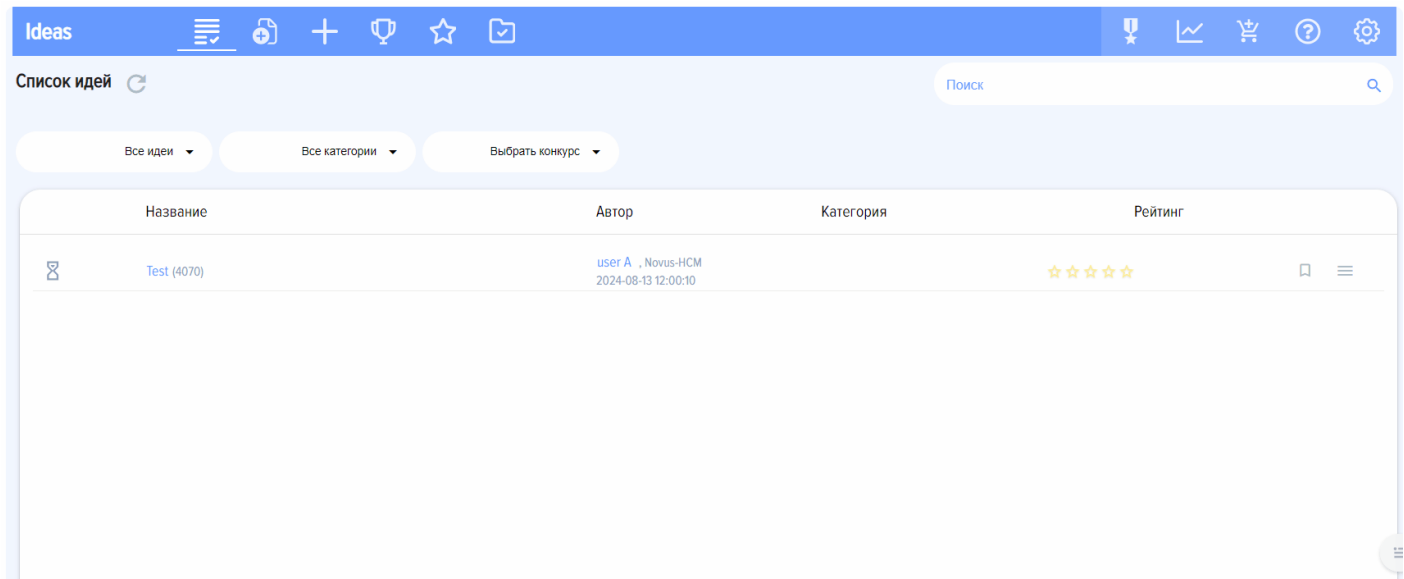 Ideas
Список идей
Поиск
Все идеи
Все категории
Выбрать конкурс
Название
Автор
Категория
Рейтинг
Test (4070)
user A , Novus-HCM
2024-08-13 12:00:10